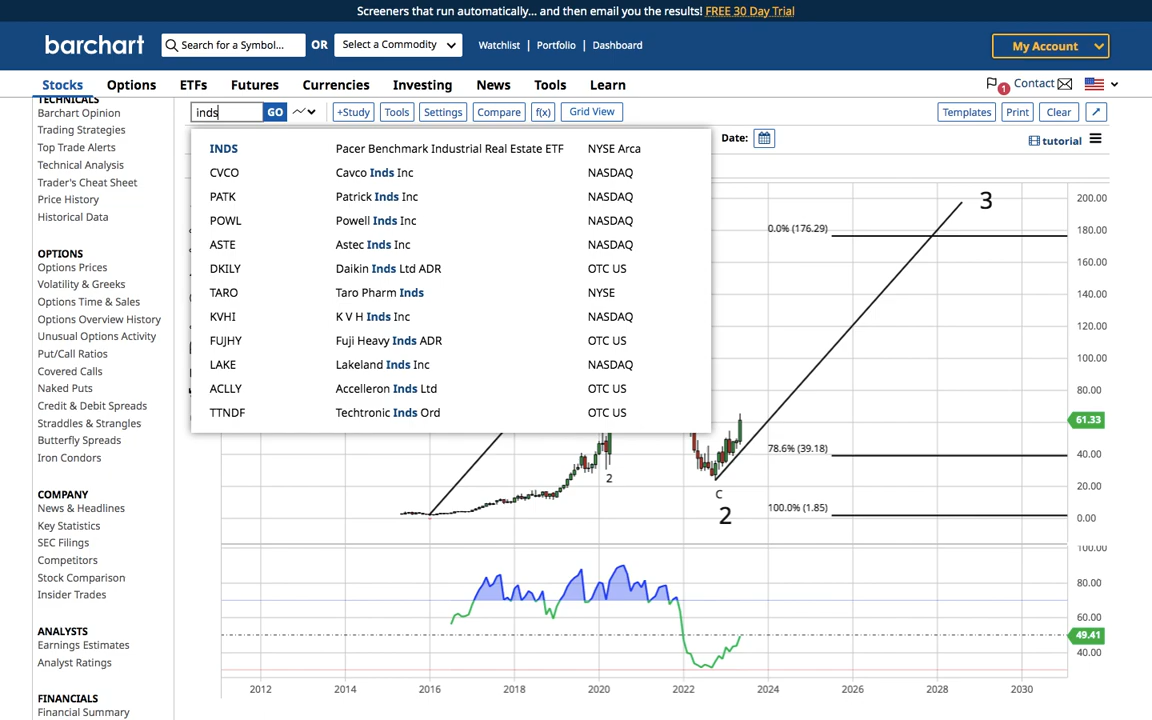 Screeners that run automatically... and then email you the results! FREE 30 Day Trial
barchart Search for a Symbol... OR Select a Commodity Watchlist | Portfolio | Dashboard My Account
Stocks Options ETFs Futures Currencies Investing News Tools Learn 1 Contact
TECHNICALS
Barchart Opinion
Trading Strategies
Top Trade Alerts
Technical Analysis
Trader's Cheat Sheet
Price History
Historical Data
OPTIONS
Options Prices
Volatility & Greeks
Options Time & Sales
Options Overview History
Unusual Options Activity
Put/Call Ratios
Covered Calls
Naked Puts
Credit & Debit Spreads
Straddles & Strangles
Butterfly Spreads
Iron Condors
COMPANY
News & Headlines
Key Statistics
SEC Filings
Competitors
Stock Comparison
Insider Trades
ANALYSTS
Earnings Estimates
Analyst Ratings
FINANCIALS
Financial Summary
inds GO +Study Tools Settings Compare f(x) Grid View Templates Print Clear
Date: tutorial
INDS Pacer Benchmark Industrial Real Estate ETF NYSE Arca
CVCO Cavco Inds Inc NASDAQ
PATK Patrick Inds Inc NASDAQ
POWL Powell Inds Inc NASDAQ
ASTE Astec Inds Inc NASDAQ
DKILY Daikin Inds Ltd ADR OTC US
TARO Taro Pharm Inds NYSE
KVHI K V H Inds Inc NASDAQ
FUJHY Fuji Heavy Inds ADR OTC US
LAKE Lakeland Inds Inc NASDAQ
ACLLY Accelleron Inds Ltd OTC US
TTNDF Techtronic Inds Ord OTC US
3
0.0% (176.29)
78.6% (39.18)
100.0% (1.85)
2
C
2
200.00
180.00
160.00
140.00
120.00
100.00
80.00
61.33
40.00
20.00
0.00
100.00
80.00
60.00
49.41
40.00
2012 2014 2016 2018 2020 2022 2024 2026 2028 2030